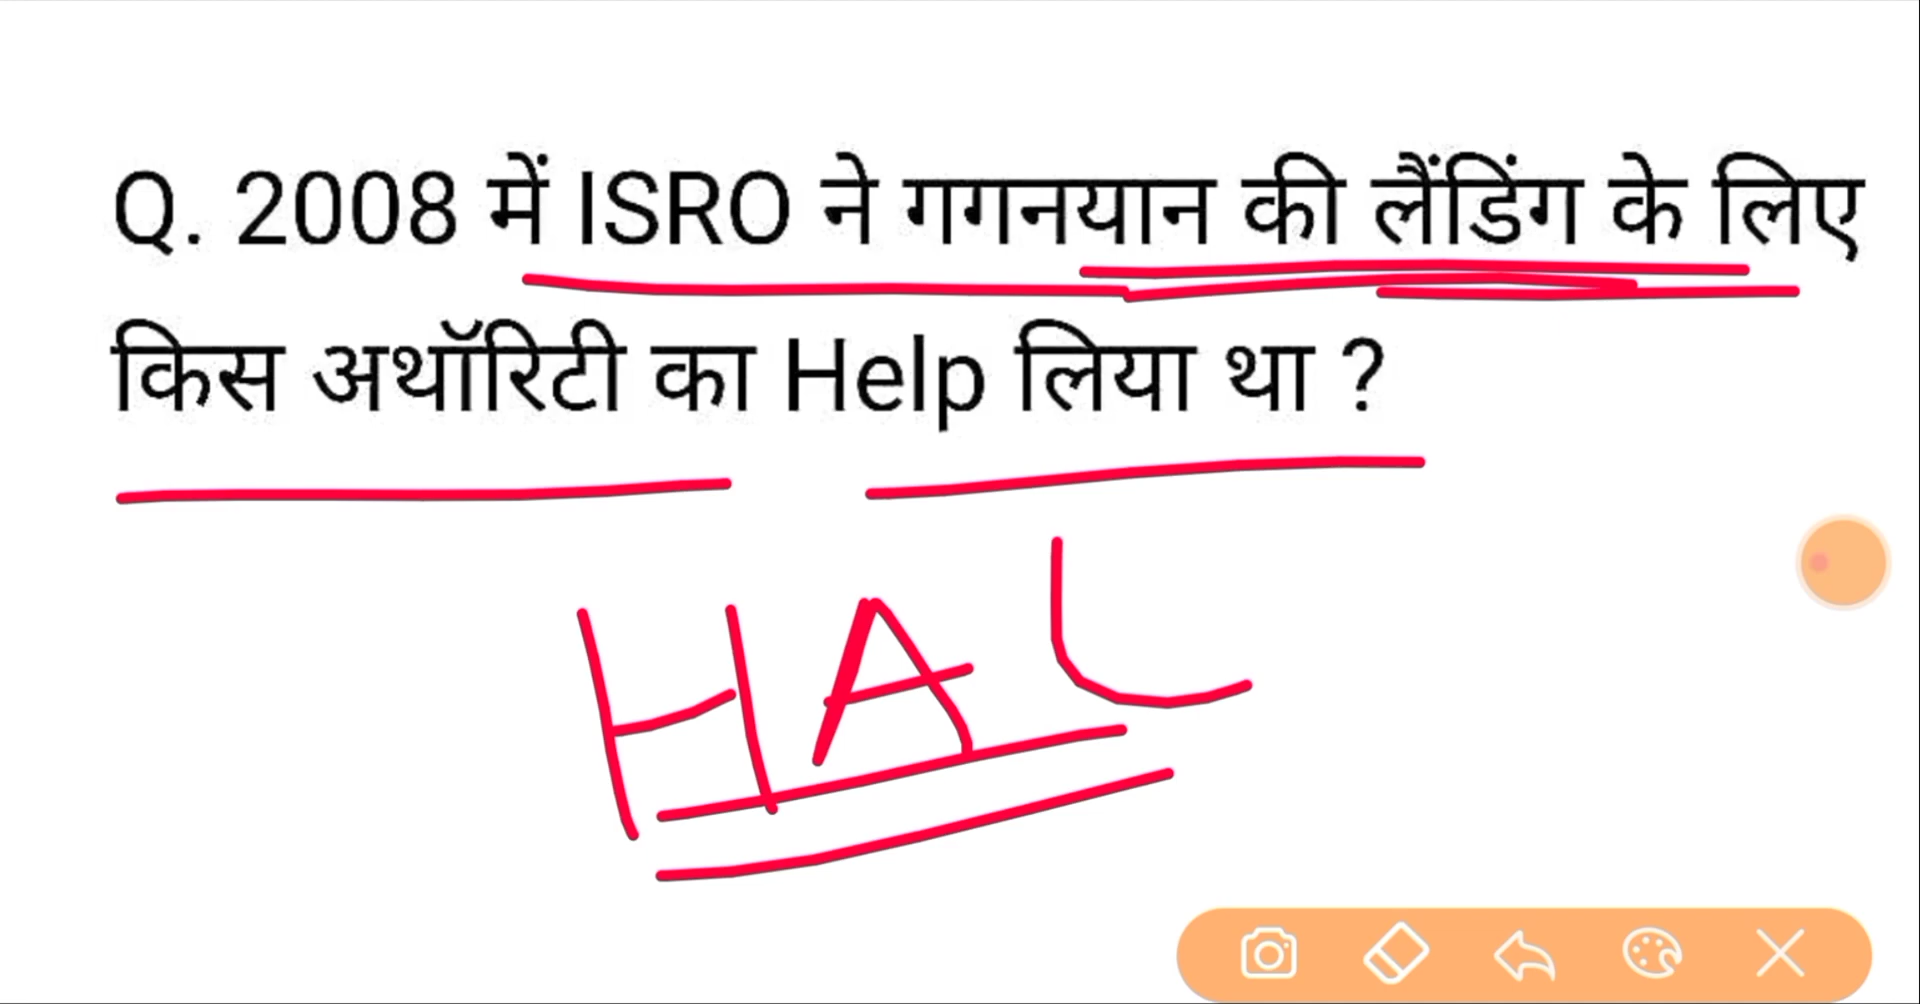 Q. 2008 में ISRO ने गगनयान की लैंडिंग के लिए
किस अथॉरिटी का Help लिया था ?
HAL